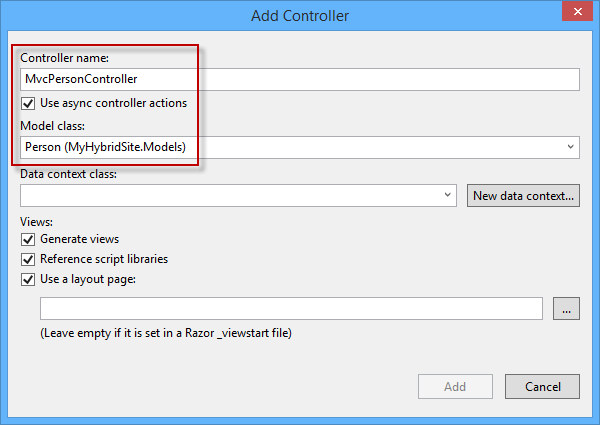 Add Controller
Controller name:
MvcPersonController
Use async controller actions
Model class:
Person (MyHybridSite.Models)
Data context class:
New data context...
Views:
Generate views
Reference script libraries
Use a layout page:
...
(Leave empty if it is set in a Razor _viewstart file)
Add Cancel